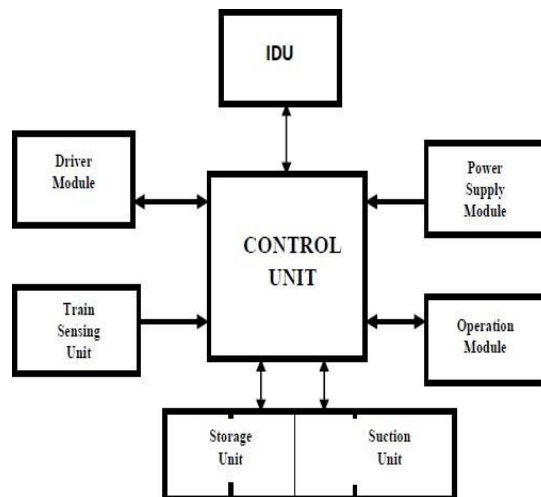 IDU
Driver
Module
Power
Supply
Module
CONTROL
UNIT
Train
Sensing
Unit
Operation
Module
Storage
Unit
Suction
Unit